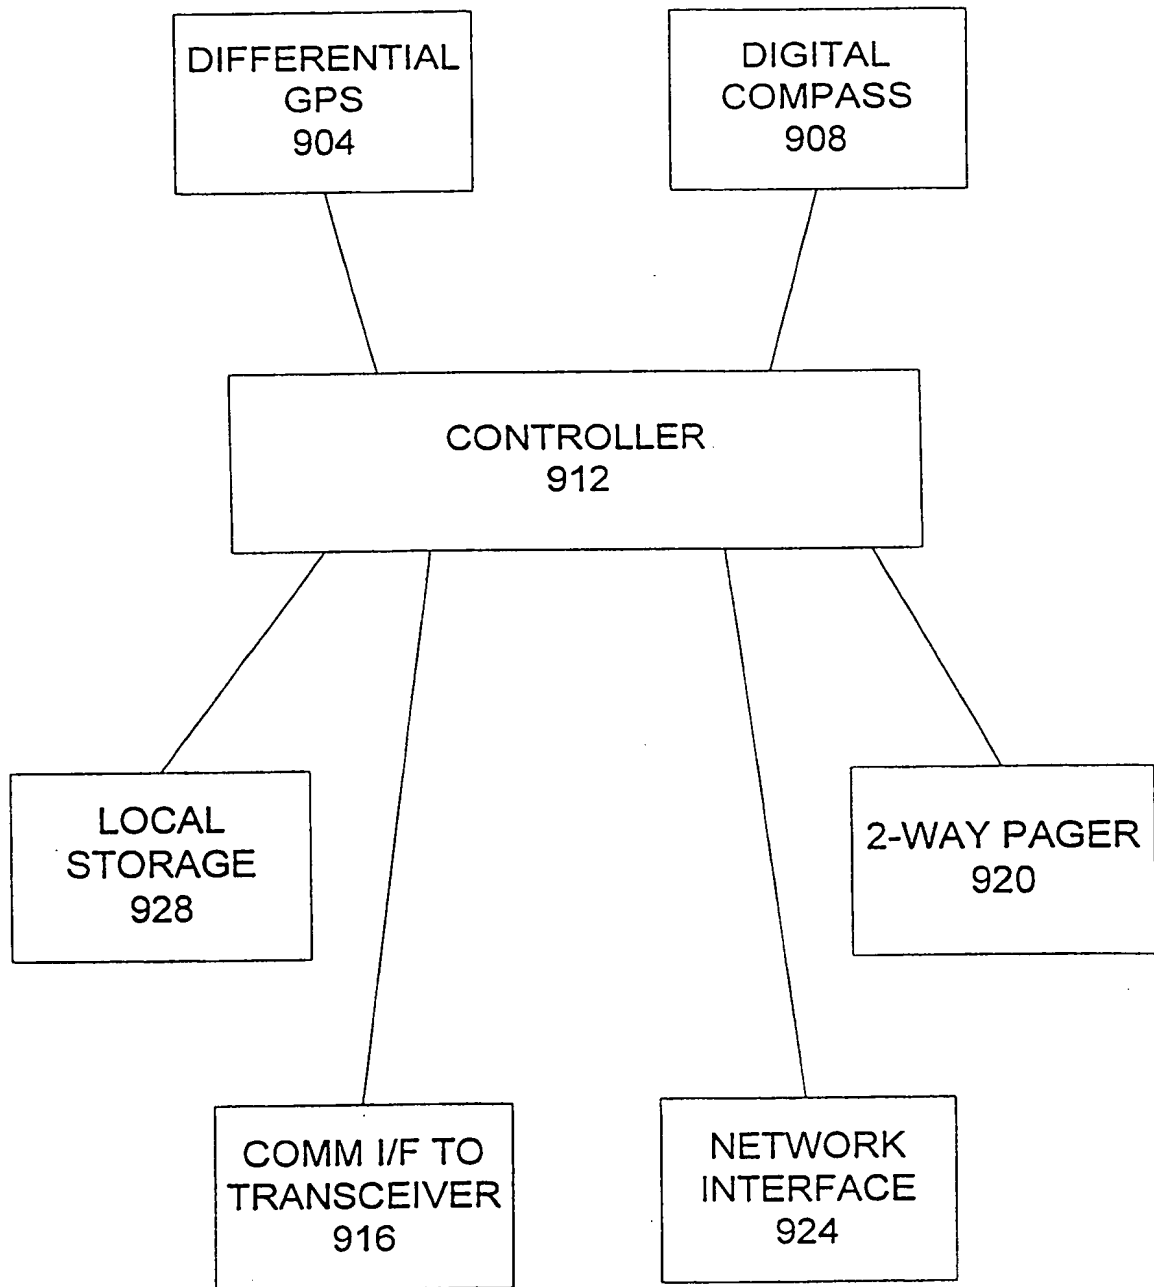 DIFFERENTIAL
GPS
904
DIGITAL
COMPASS
908
CONTROLLER
912
LOCAL
STORAGE
928
2-WAY PAGER
920
COMM I/F TO
TRANSCEIVER
916
NETWORK
INTERFACE
924